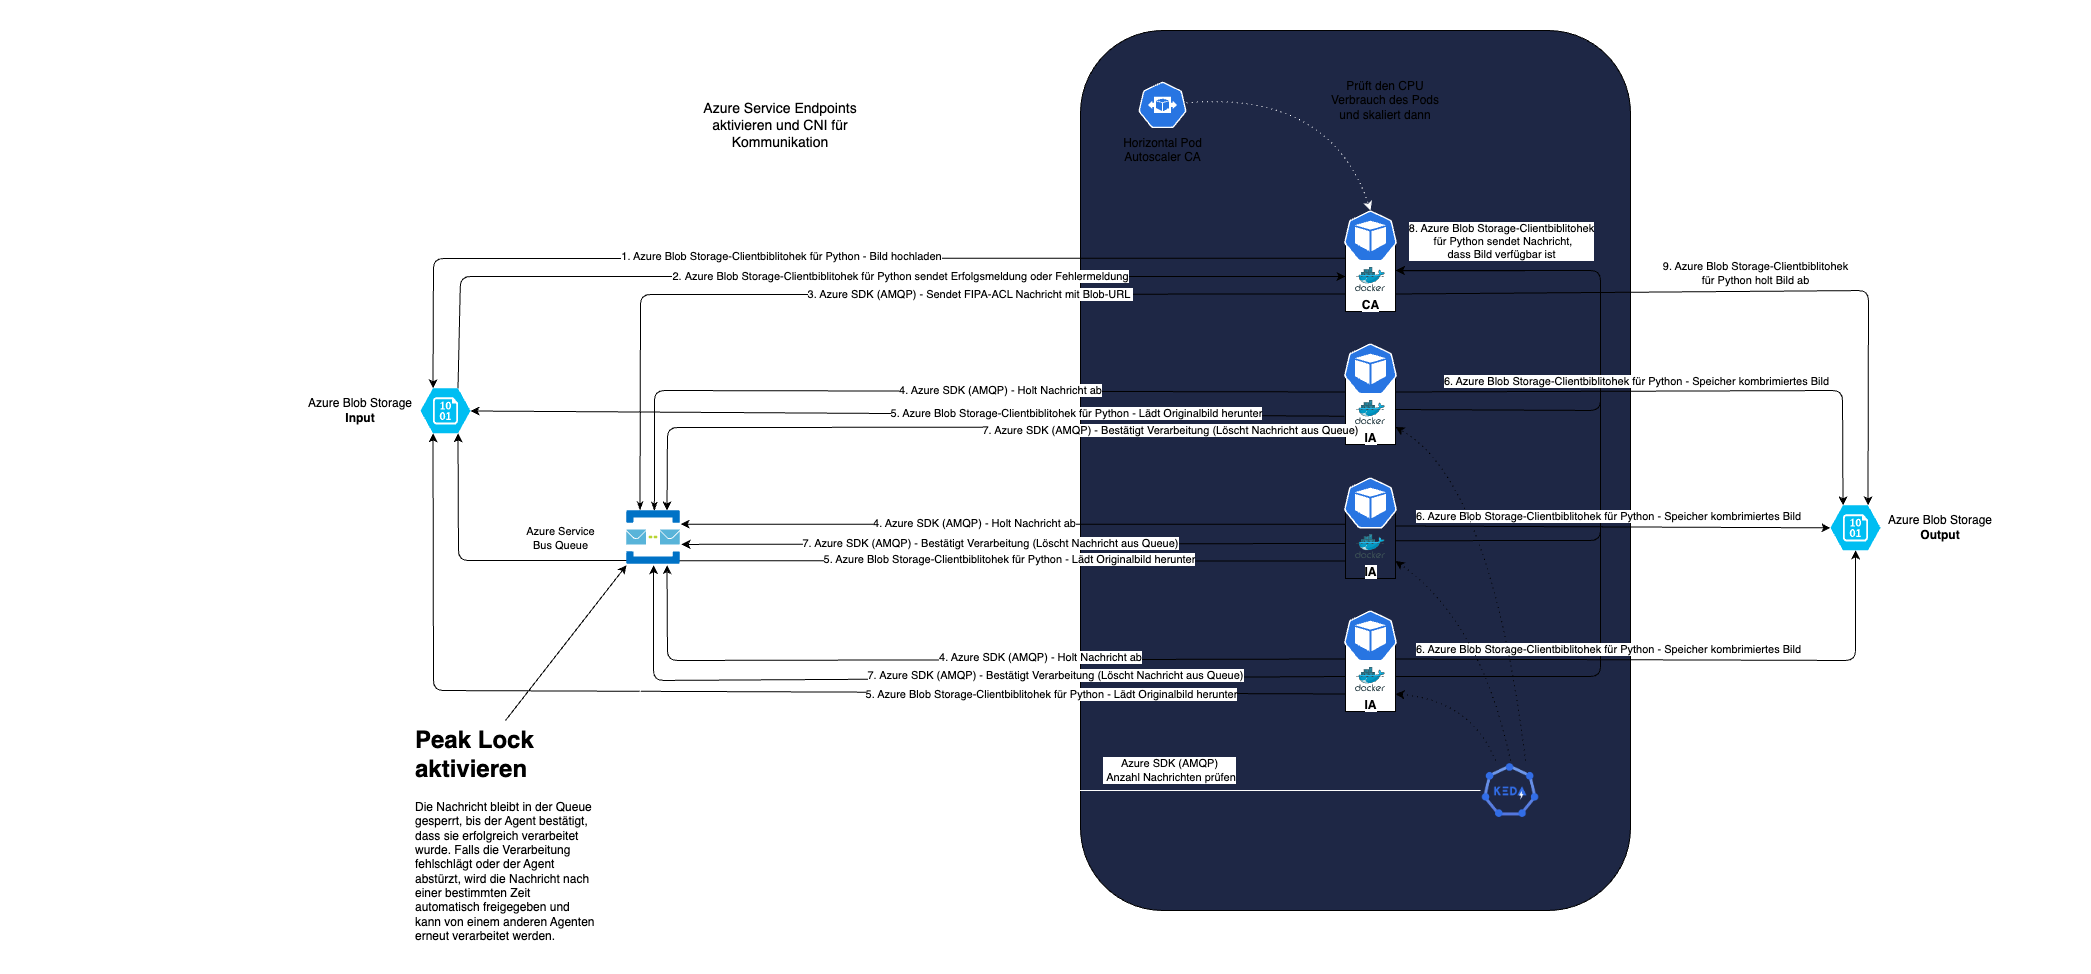 Azure Service Endpoints
aktivieren und CNI für
Kommunikation
Prüft den CPU
Verbrauch des Pods
und skaliert dann
Horizontal Pod
Autoscaler CA
8. Azure Blob Storage-Clientbiblitohek
für Python sendet Nachricht,
dass Bild verfügbar ist
1. Azure Blob Storage-Clientbiblitohek für Python - Bild hochladen
2. Azure Blob Storage-Clientbiblitohek für Python sendet Erfolgsmeldung oder Fehlermeldung
3. Azure SDK (AMQP) - Sendet FIPA-ACL Nachricht mit Blob-URL
docker
CA
9. Azure Blob Storage-Clientbiblitohek
für Python holt Bild ab
Azure Blob Storage
Input
10
01
4. Azure SDK (AMQP) - Holt Nachricht ab
5. Azure Blob Storage-Clientbiblitohek für Python - Lädt Originalbild herunter
7. Azure SDK (AMQP) - Bestätigt Verarbeitung (Löscht Nachricht aus Queue)
docker
IA
6. Azure Blob Storage-Clientbiblitohek für Python - Speicher kombrimiertes Bild
Azure Service
Bus Queue
4. Azure SDK (AMQP) - Holt Nachricht ab
7. Azure SDK (AMQP) - Bestätigt Verarbeitung (Löscht Nachricht aus Queue)
5. Azure Blob Storage-Clientbiblitohek für Python - Lädt Originalbild herunter
docker
IA
6. Azure Blob Storage-Clientbiblitohek für Python - Speicher kombrimiertes Bild
10
01
Azure Blob Storage
Output
4. Azure SDK (AMQP) - Holt Nachricht ab
7. Azure SDK (AMQP) - Bestätigt Verarbeitung (Löscht Nachricht aus Queue)
5. Azure Blob Storage-Clientbiblitohek für Python - Lädt Originalbild herunter
docker
IA
6. Azure Blob Storage-Clientbiblitohek für Python - Speicher kombrimiertes Bild
Azure SDK (AMQP)
Anzahl Nachrichten prüfen
KEDA
Peak Lock
aktivieren
Die Nachricht bleibt in der Queue
gesperrt, bis der Agent bestätigt,
dass sie erfolgreich verarbeitet
wurde. Falls die Verarbeitung
fehlschlägt oder der Agent
abstürzt, wird die Nachricht nach
einer bestimmten Zeit
automatisch freigegeben und
kann von einem anderen Agenten
erneut verarbeitet werden.